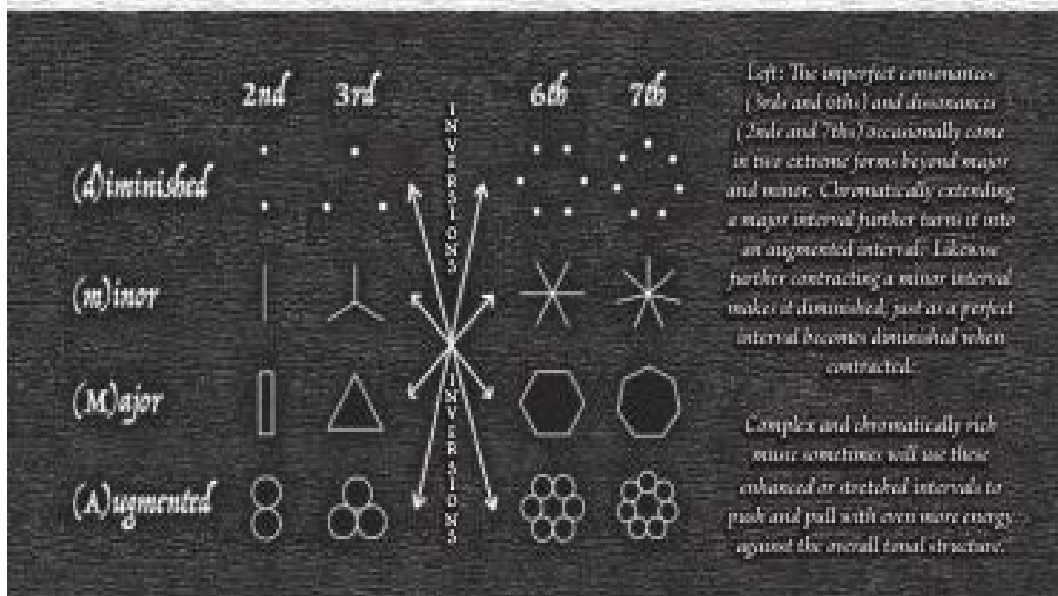 2nd 3rd 6th 7th
INVERSIONS
(d)iminished
(m)inor
(M)ajor
INVERSIONS
(A)ugmented
Left: The imperfect consonances
(3rds and 6ths) and dissonances
(2nds and 7ths) occasionally come
in two extreme forms beyond major
and minor. Chromatically extending
a major interval further turns it into
an augmented interval. Likewise
further contracting a minor interval
makes it diminished, just as a perfect
interval becomes diminished when
contracted.
Complex and chromatically rich
music sometimes will use these
enhanced or stretched intervals to
push and pull with even more energy
against the overall tonal structure.